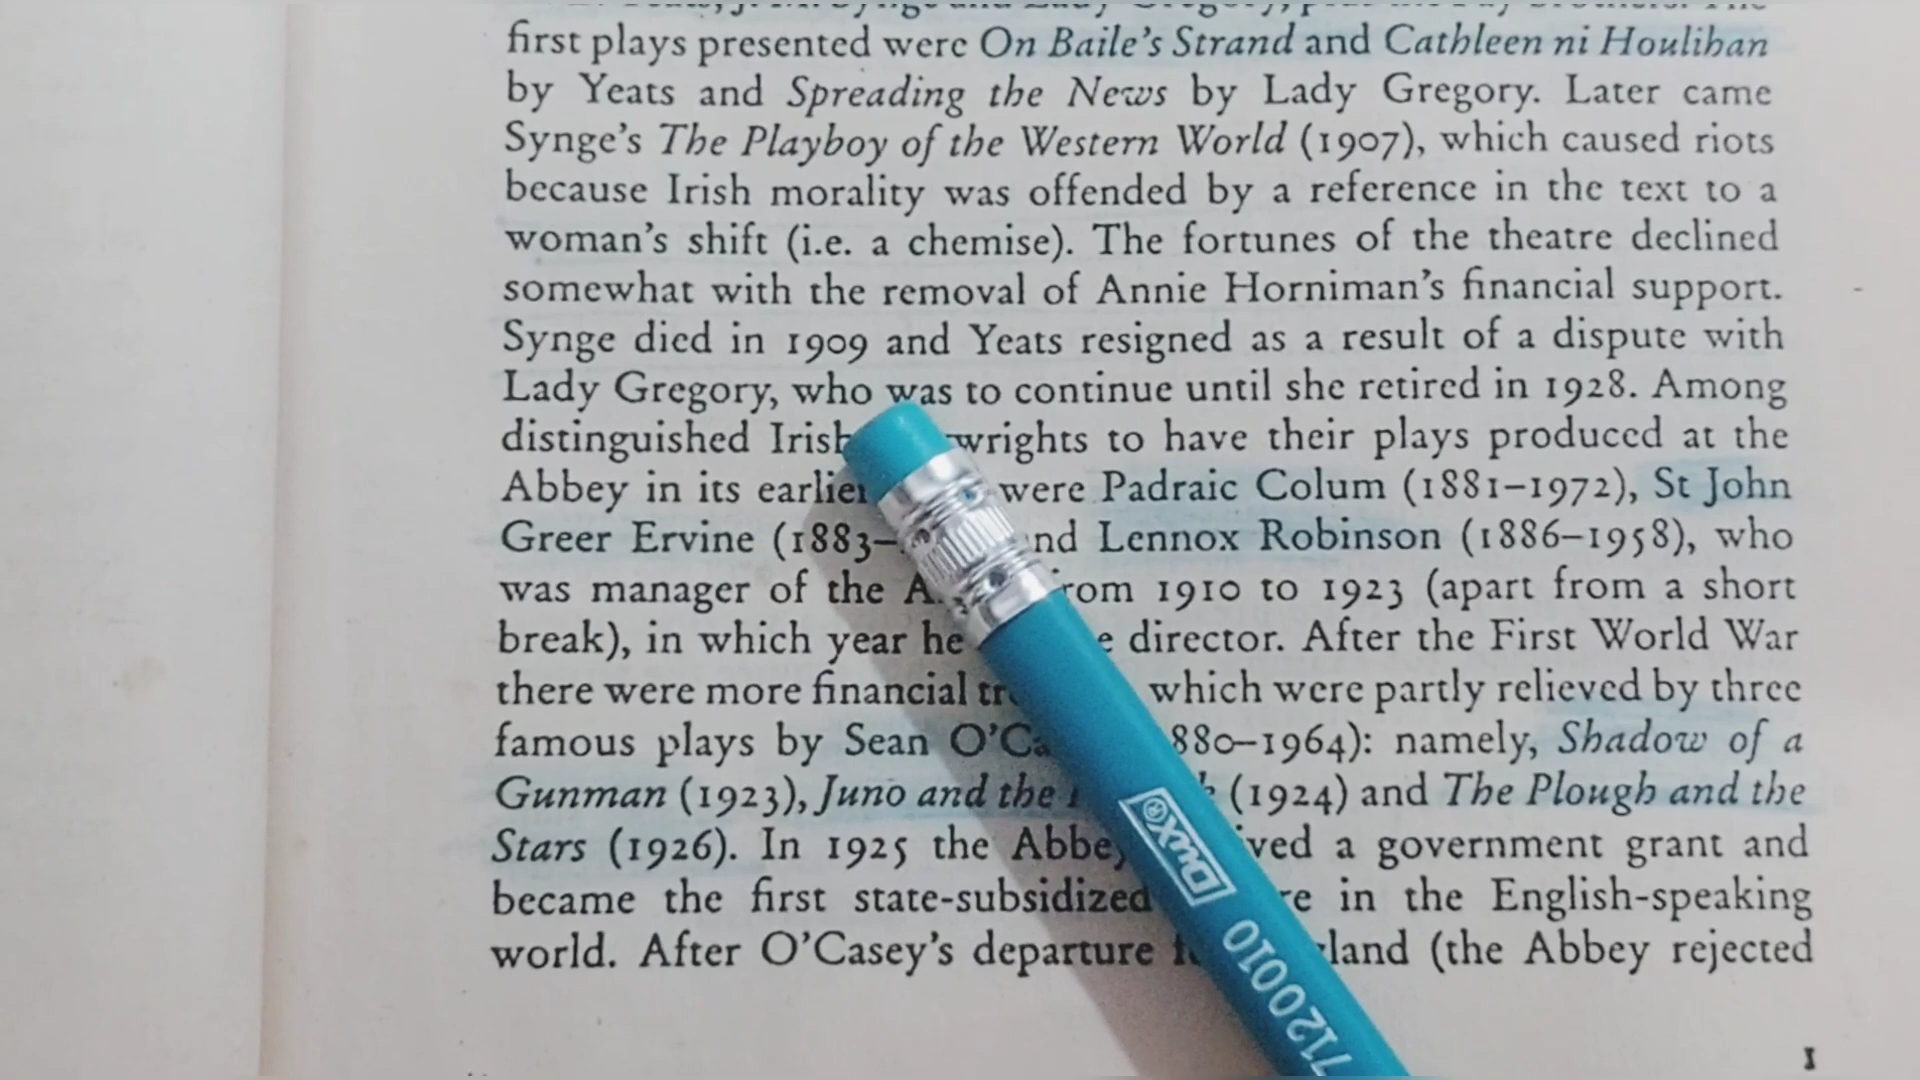 first plays presented were On Baile's Strand and Cathleen ni Houlihan
by Yeats and Spreading the News by Lady Gregory. Later came
Synge's The Playboy of the Western World (1907), which caused riots
because Irish morality was offended by a reference in the text to a
woman's shift (i.e. a chemise). The fortunes of the theatre declined
somewhat with the removal of Annie Horniman's financial support.
Synge died in 1909 and Yeats resigned as a result of a dispute with
Lady Gregory, who was to continue until she retired in 1928. Among
distinguished Irish wrights to have their plays produced at the
Abbey in its earlier were Padraic Colum (1881–1972), St John
Greer Ervine (1883– and Lennox Robinson (1886–1958), who
was manager of the from 1910 to 1923 (apart from a short
break), in which year he director. After the First World War
there were more financial which were partly relieved by three
famous plays by Sean 880–1964): namely, Shadow of a
Gunman (1923), Juno and the (1924) and The Plough and the
Stars (1926). In 1925 the Abbey a government grant and
became the first state-subsidized in the English-speaking
world. After O'Casey's departure (the Abbey rejected
Dux®
7120010
I